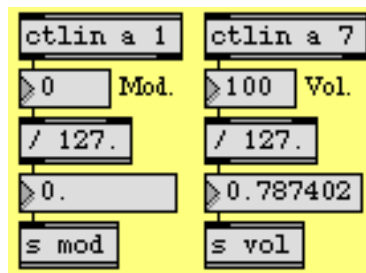 ctlin a 1
0 Mod.
/ 127.
0.
s mod
ctlin a 7
100 Vol.
/ 127.
0.787402
s vol